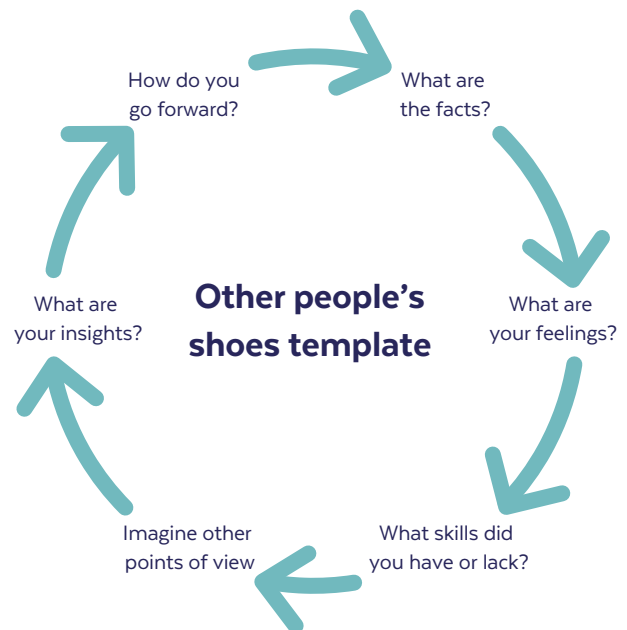 How do you
go forward?
What are
the facts?
What are
your feelings?
What skills did
you have or lack?
Imagine other
points of view
What are
your insights?
Other people’s
shoes template